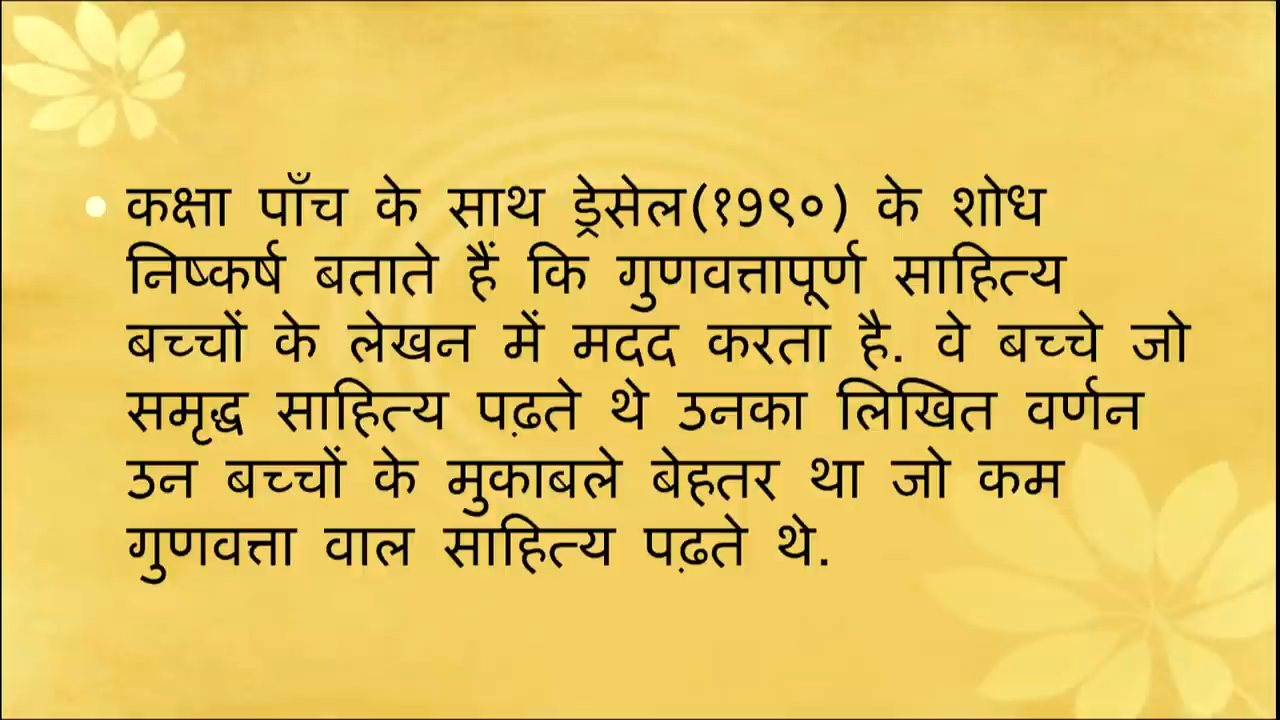 • कक्षा पाँच के साथ ड्रेसेल(१9९०) के शोध
निष्कर्ष बताते हैं कि गुणवत्तापूर्ण साहित्य
बच्चों के लेखन में मदद करता है. वे बच्चे जो
समृद्ध साहित्य पढ़ते थे उनका लिखित वर्णन
उन बच्चों के मुकाबले बेहतर था जो कम
गुणवत्ता वाल साहित्य पढ़ते थे.